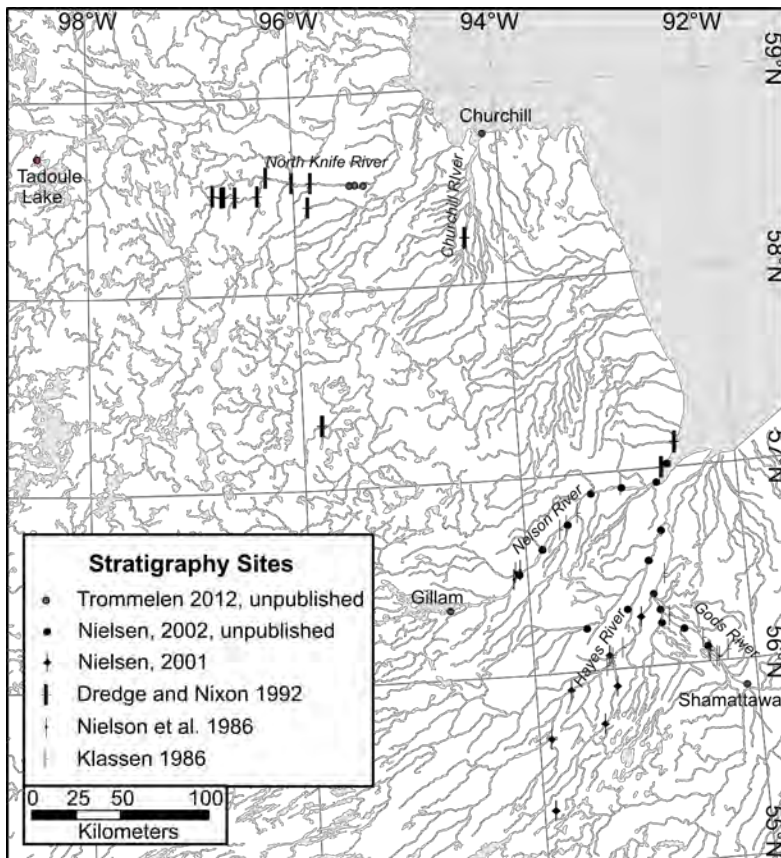 98°W
96°W
94°W
92°W
59°N
Churchill
North Knife River
Tadoule
Lake
Churchill River
58°N
57°N
Nelson River
Gillam
Hayes River
Gods River
56°N
Shamattawa
55°N
Stratigraphy Sites
Trommelen 2012, unpublished
Nielsen, 2002, unpublished
Nielsen, 2001
Dredge and Nixon 1992
Nielson et al. 1986
Klassen 1986
0 25 50 100
Kilometers